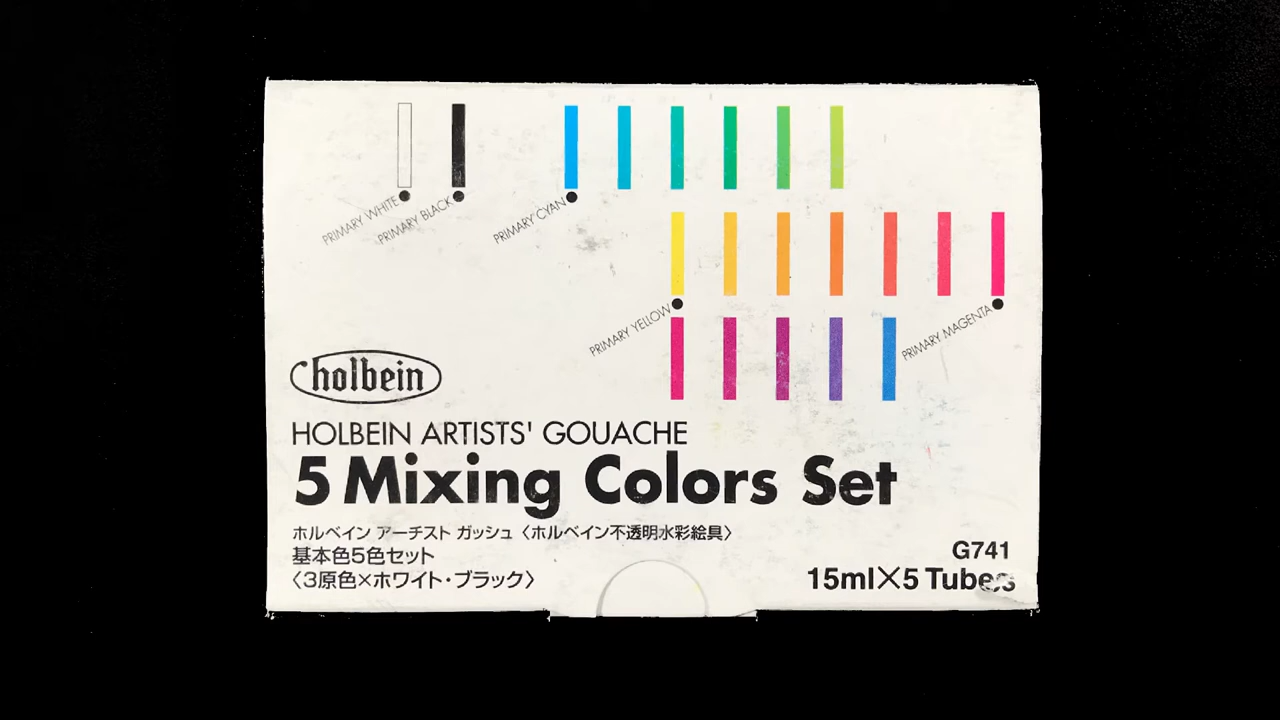 PRIMARY WHITE
PRIMARY BLACK
PRIMARY CYAN
PRIMARY YELLOW
PRIMARY MAGENTA
holbein
HOLBEIN ARTISTS' GOUACHE
5 Mixing Colors Set
ホルベイン アーチスト ガッシュ〈ホルベイン不透明水彩絵具〉
基本色5色セット
〈3原色×ホワイト・ブラック〉
G741
15ml×5 Tubes